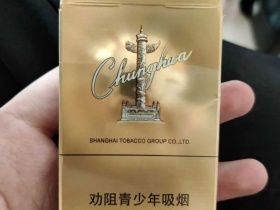 Chunghwa
SHANGHAI TOBACCO GROUP CO.,LTD.
劝阻青少年吸烟